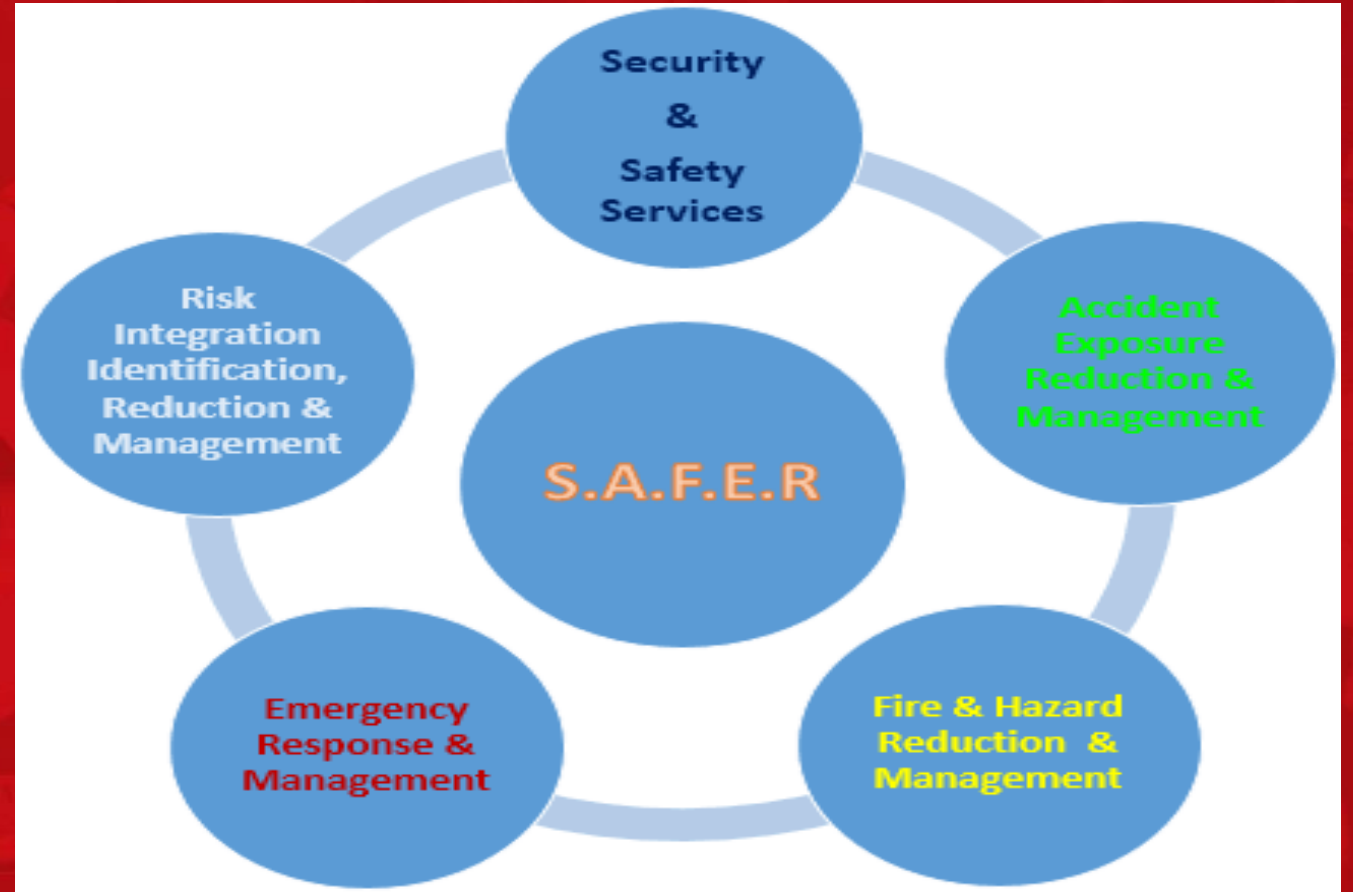 Security
&
Safety
Services
Accident
Exposure
Reduction &
Management
Fire & Hazard
Reduction &
Management
Emergency
Response &
Management
Risk
Integration
Identification,
Reduction &
Management
S.A.F.E.R